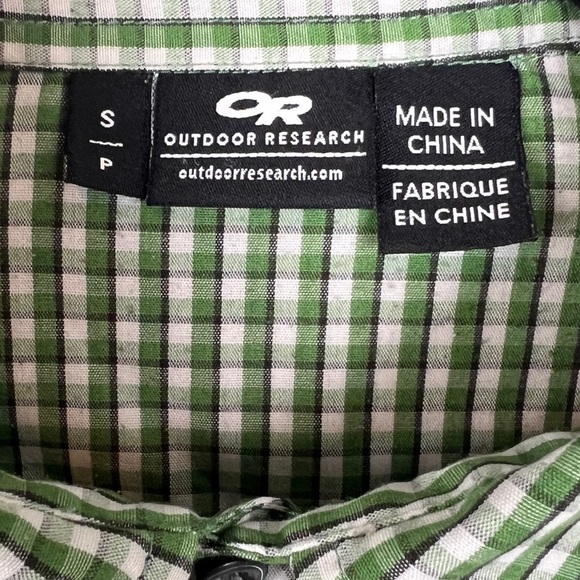 S
P
OR
OUTDOOR RESEARCH
outdoorresearch.com
MADE IN
CHINA
FABRIQUE
EN CHINE